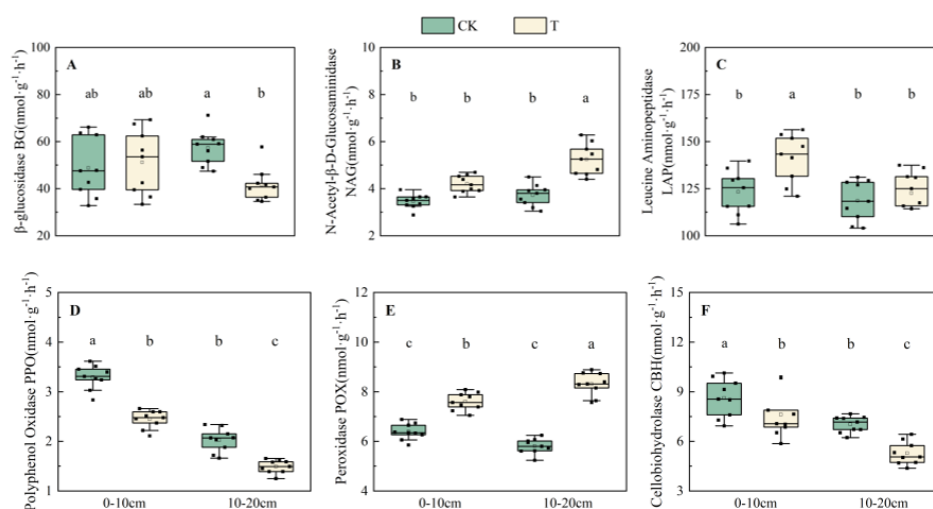 CK T
A
β-glucosidase BG(nmol·g⁻¹·h⁻¹)
100
80
60
40
20
ab ab a b
B
N-Acetyl-β-D-Glucosaminidase
NAG(nmol·g⁻¹·h⁻¹)
10
8
6
4
2
b b b a
C
Leucine Aminopeptidase
LAP(nmol·g⁻¹·h⁻¹)
200
175
150
125
100
b a b b
D
Polyphenol Oxidase PPO(nmol·g⁻¹·h⁻¹)
5
4
3
2
1
a b b c
0-10cm 10-20cm
E
Peroxidase POX(nmol·g⁻¹·h⁻¹)
12
10
8
6
4
c b c a
0-10cm 10-20cm
F
Cellobiohydrolase CBH(nmol·g⁻¹·h⁻¹)
15
12
9
6
3
a b b c
0-10cm 10-20cm